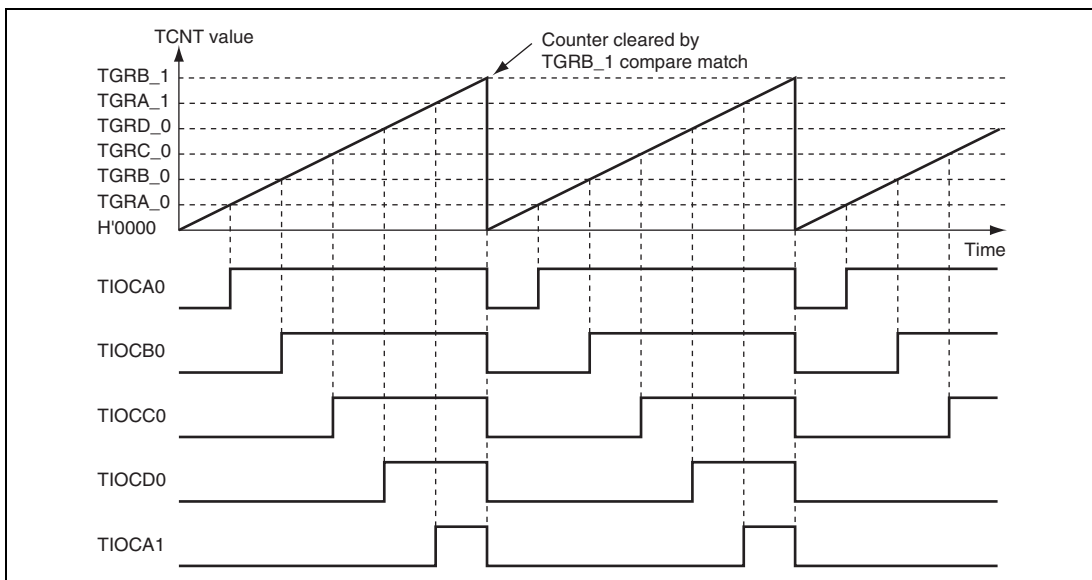 TCNT value
Counter cleared by
TGRB_1 compare match
TGRB_1
TGRA_1
TGRD_0
TGRC_0
TGRB_0
TGRA_0
H'0000
Time
TIOCA0
TIOCB0
TIOCC0
TIOCD0
TIOCA1